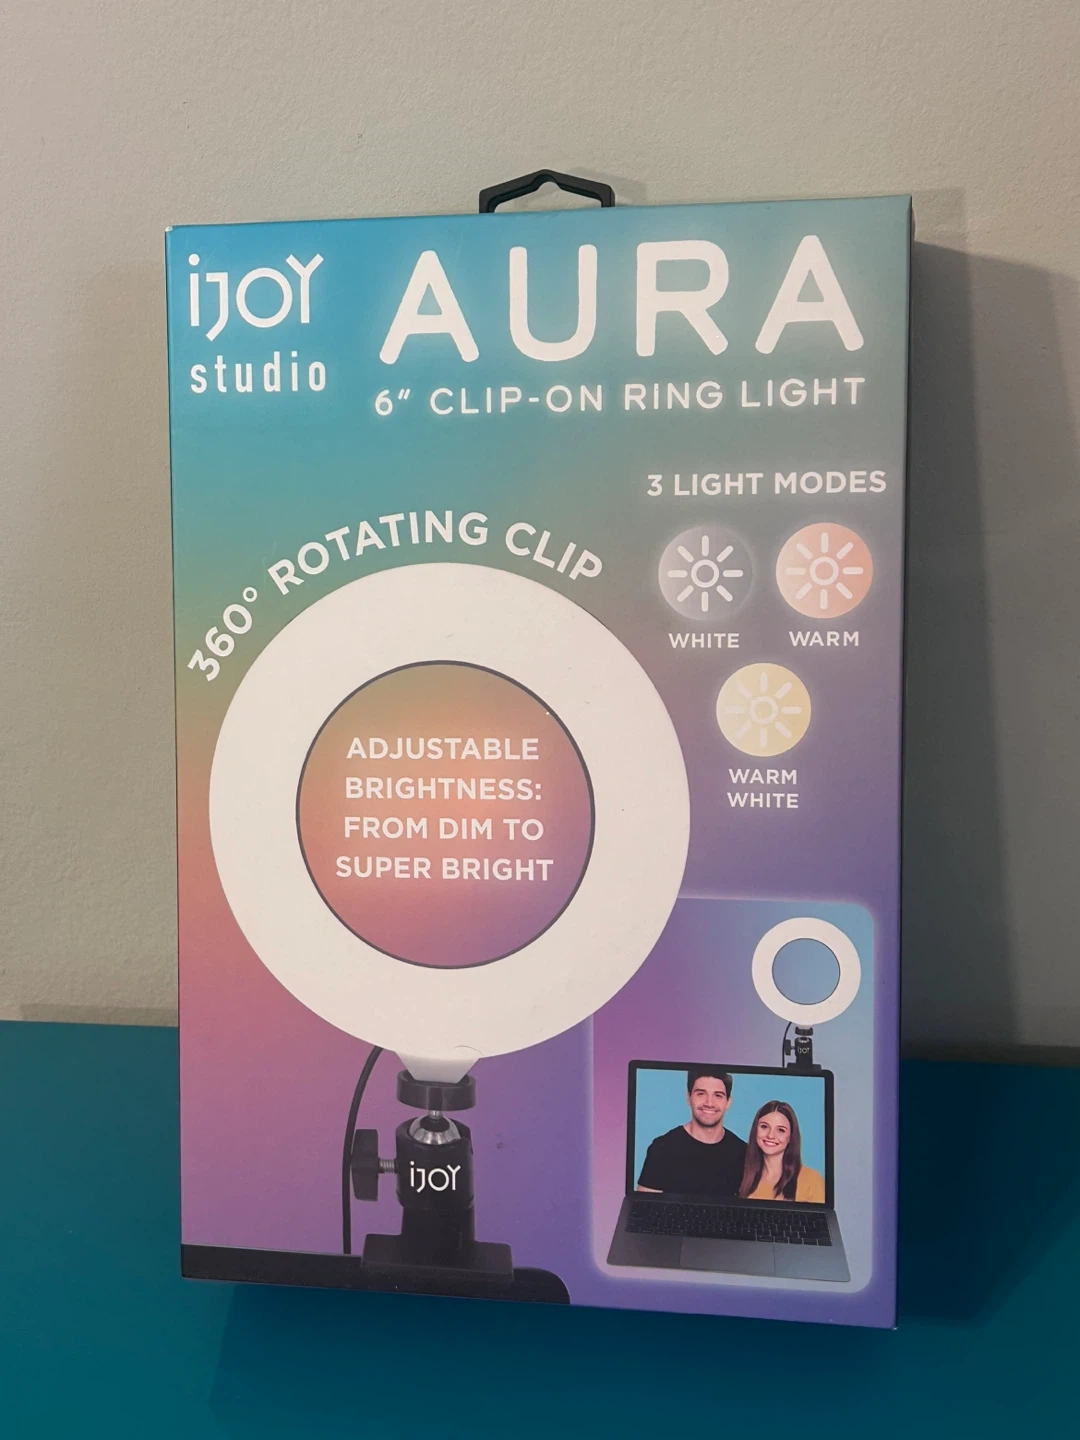 iJOY
studio
AURA
6" CLIP-ON RING LIGHT
3 LIGHT MODES
WHITE
WARM
WARM
WHITE
360° ROTATING CLIP
ADJUSTABLE
BRIGHTNESS:
FROM DIM TO
SUPER BRIGHT
iJOY
iJOY